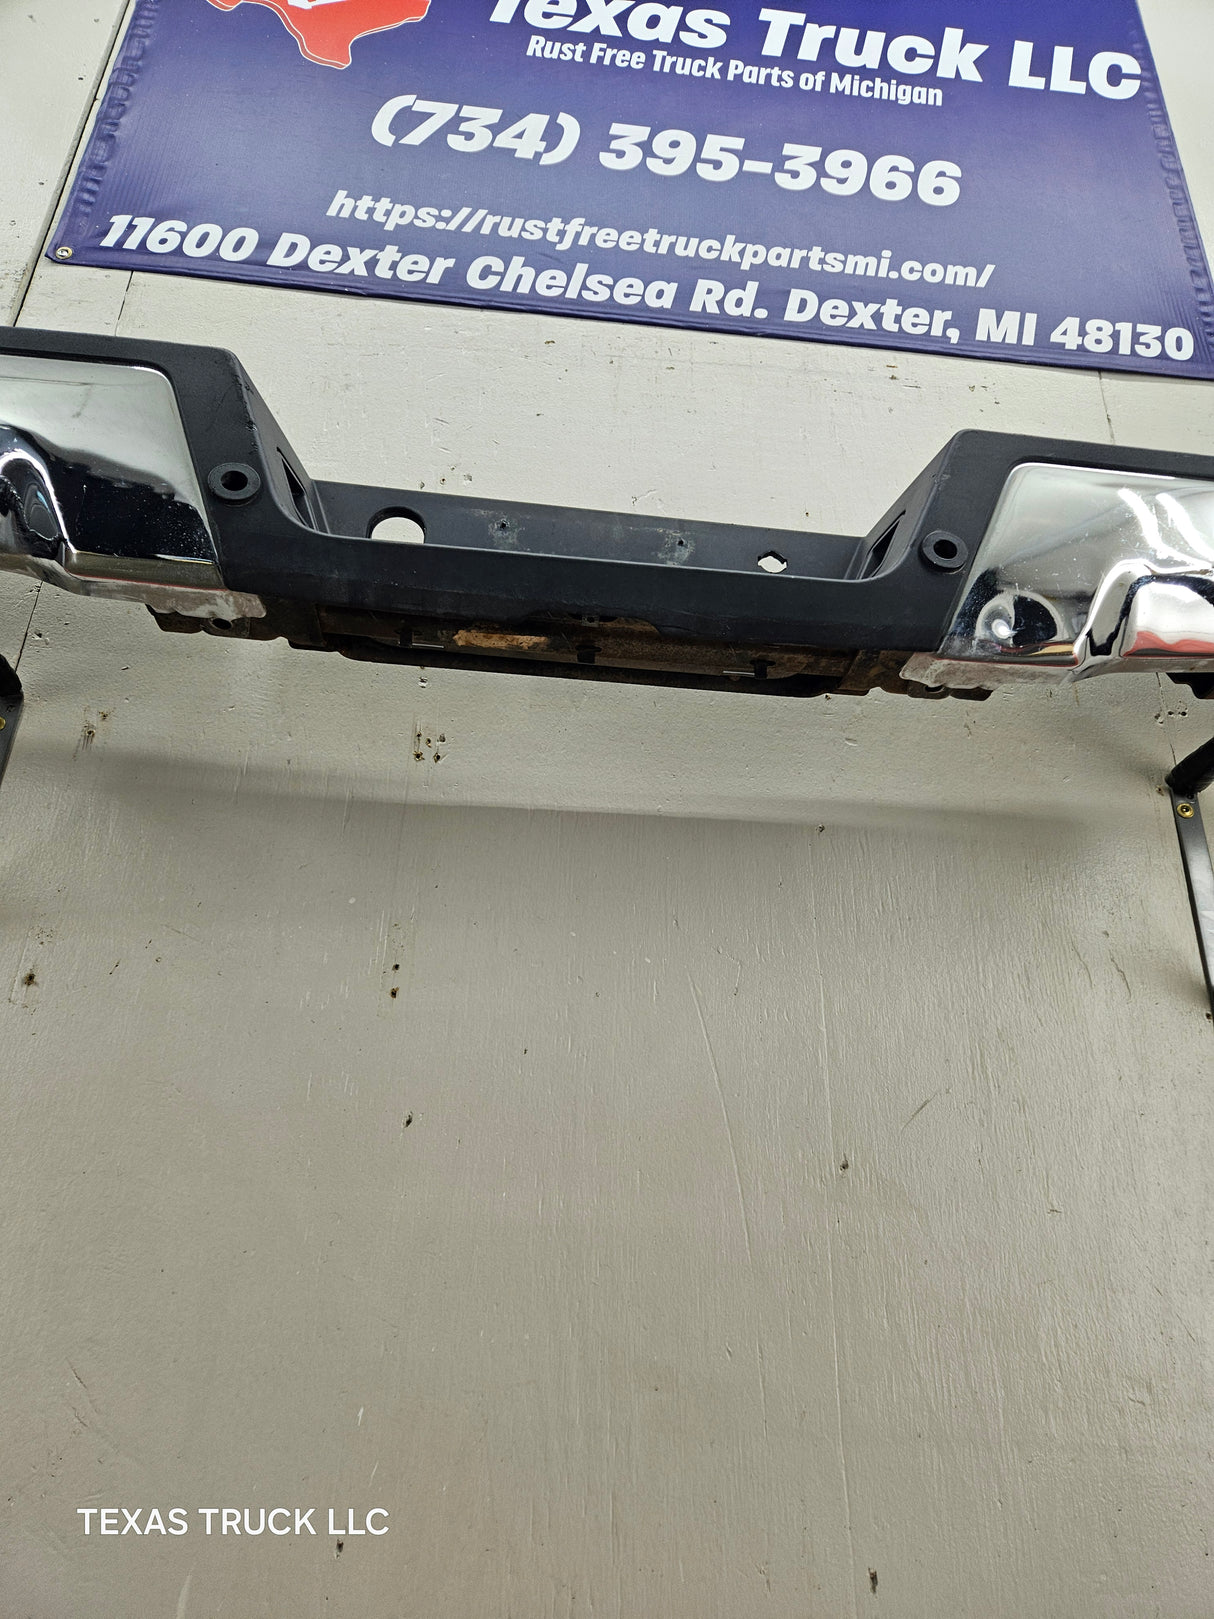 Texas Truck LLC
Rust Free Truck Parts of Michigan
(734) 395-3966
https://rustfreetruckpartsmi.com/
11600 Dexter Chelsea Rd. Dexter, MI 48130
TEXAS TRUCK LLC